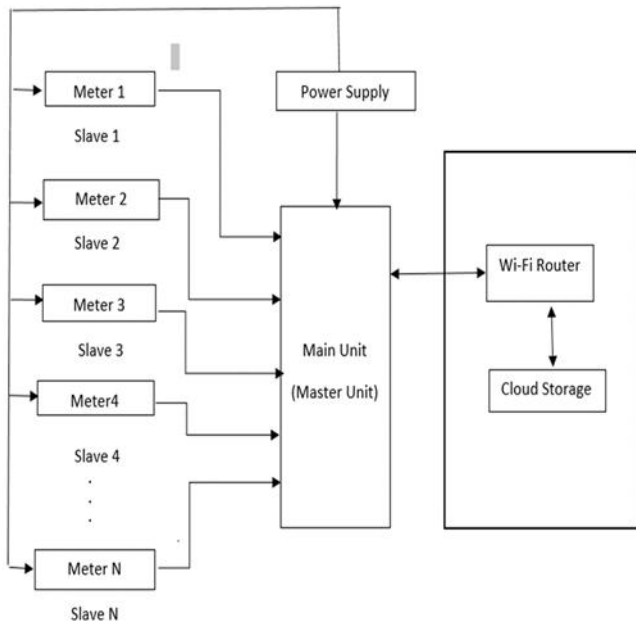 Meter 1
Slave 1
Meter 2
Slave 2
Meter 3
Slave 3
Meter4
Slave 4
Meter N
Slave N
Power Supply
Main Unit
(Master Unit)
Wi-Fi Router
Cloud Storage